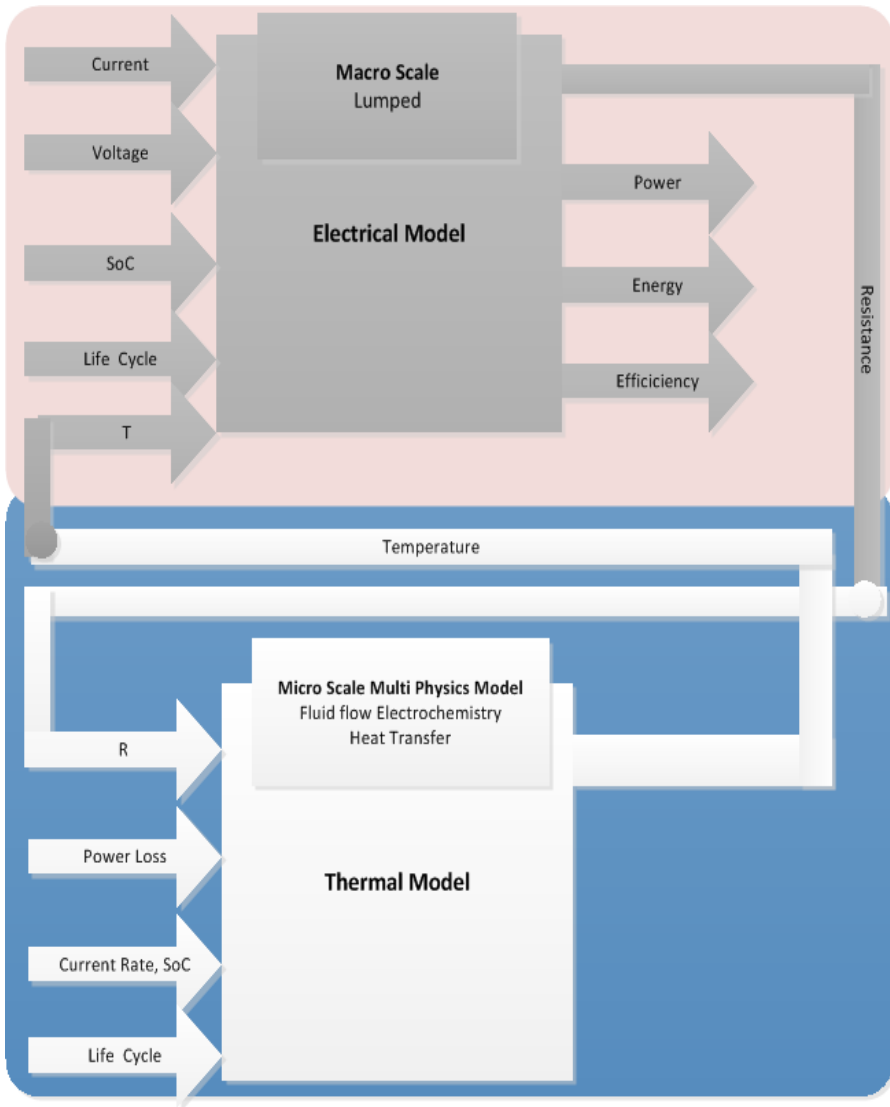 Current
Macro Scale
Lumped
Voltage
Power
Electrical Model
SoC
Energy
Resistance
Life Cycle
Efficiciency
T
Temperature
Micro Scale Multi Physics Model
Fluid flow Electrochemistry
Heat Transfer
R
Power Loss
Thermal Model
Current Rate, SoC
Life Cycle